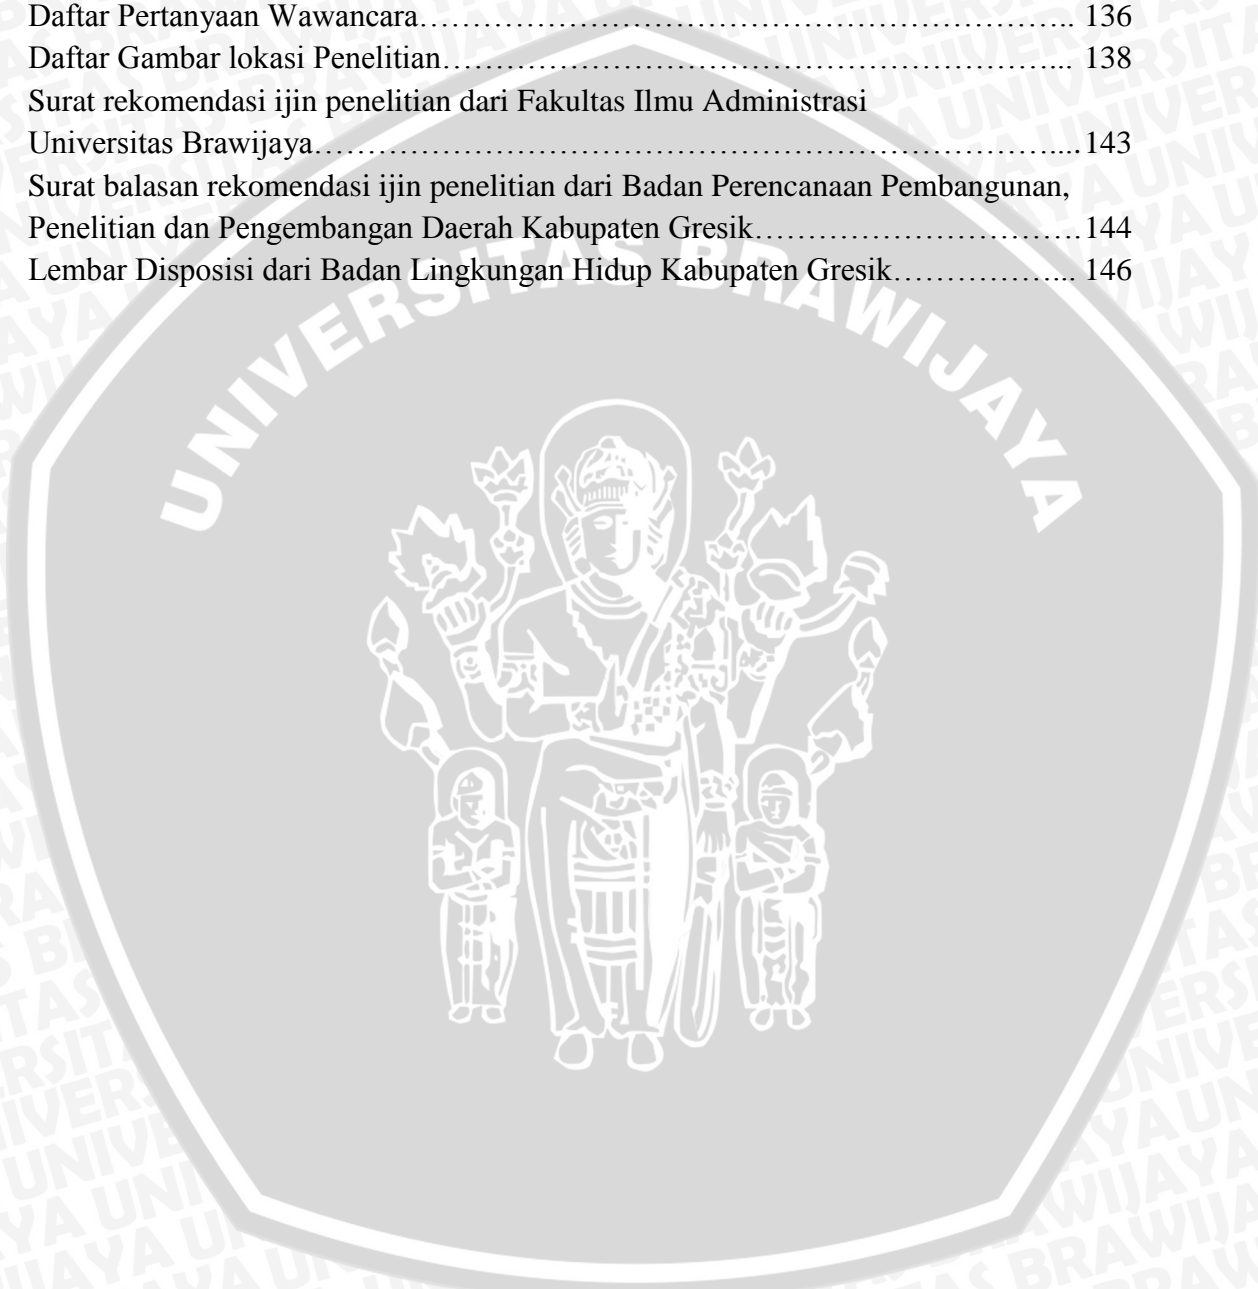 Daftar Pertanyaan Wawancara…………………………………………………….. 136
Daftar Gambar lokasi Penelitian…………………………………………………... 138
Surat rekomendasi ijin penelitian dari Fakultas Ilmu Administrasi
Universitas Brawijaya……………………………………………………………....143
Surat balasan rekomendasi ijin penelitian dari Badan Perencanaan Pembangunan,
Penelitian dan Pengembangan Daerah Kabupaten Gresik………………………….144
Lembar Disposisi dari Badan Lingkungan Hidup Kabupaten Gresik……………... 146
UNIVERSITAS BRAWIJAYA